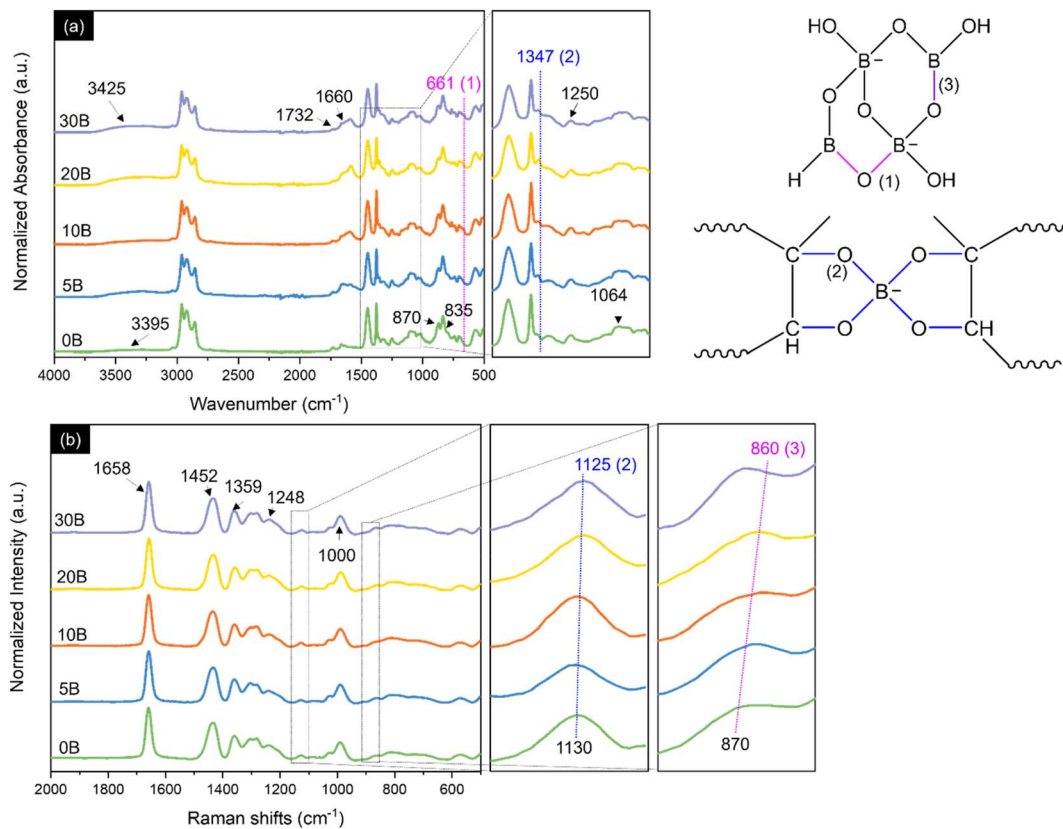 (a)
661 (1)
1347 (2)
3425
1732
1660
1250
30B
20B
10B
5B
0B
3395
870
835
1064
4000
3500
3000
2500
2000
1500
1000
500
Wavenumber (cm⁻¹)
Normalized Absorbance (a.u.)
HO
O
OH
B⁻
B
(3)
O
O
O
B
B⁻
H
O
(1)
OH
C
O
O
C
(2)
B⁻
C
H
O
O
CH
(b)
1658
1452
1359
1248
1125 (2)
860 (3)
30B
1000
20B
10B
5B
0B
1130
870
2000
1800
1600
1400
1200
1000
800
600
Raman shifts (cm⁻¹)
Normalized Intensity (a.u.)